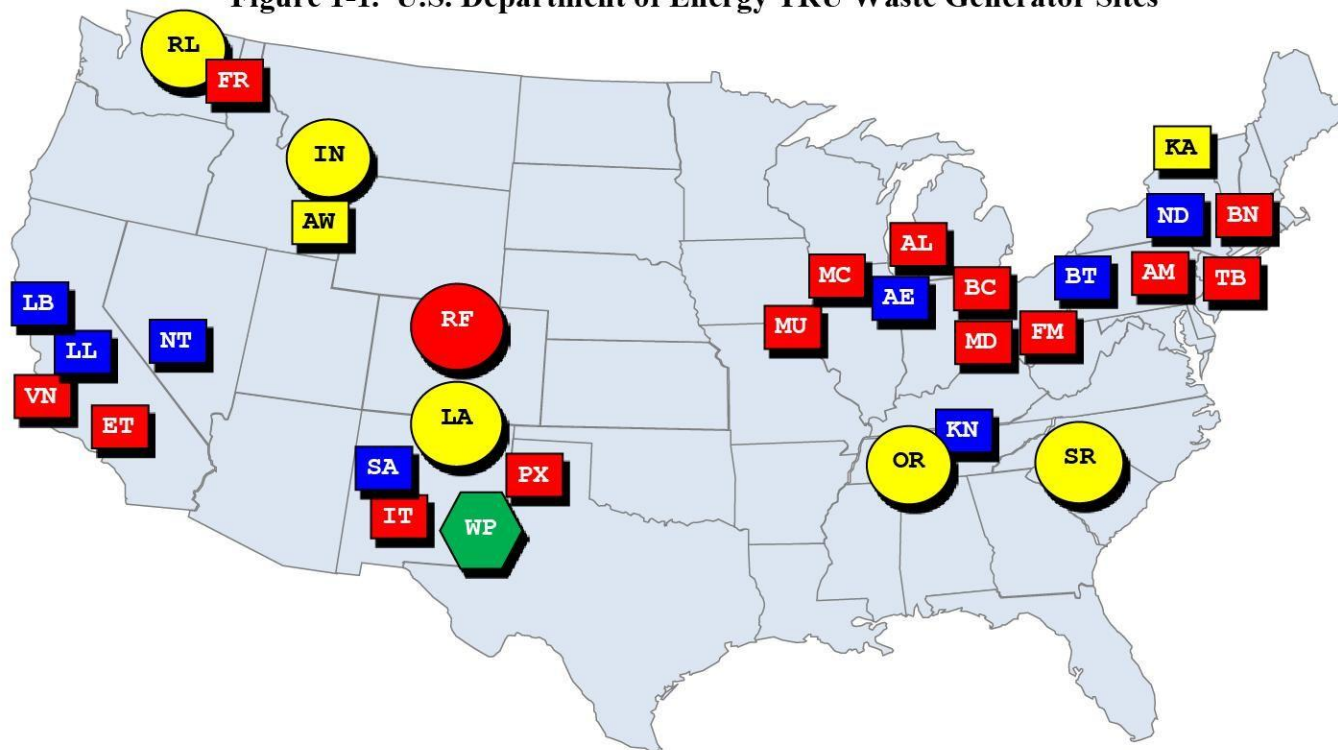 Figure 1-1. U.S. Department of Energy TRU Waste Generator Sites
RL
FR
IN
AW
KA
ND
BN
AL
MC
AE
BC
BT
AM
TB
MU
MD
FM
LB
LL
NT
VN
ET
RF
LA
SA
PX
IT
WP
KN
OR
SR